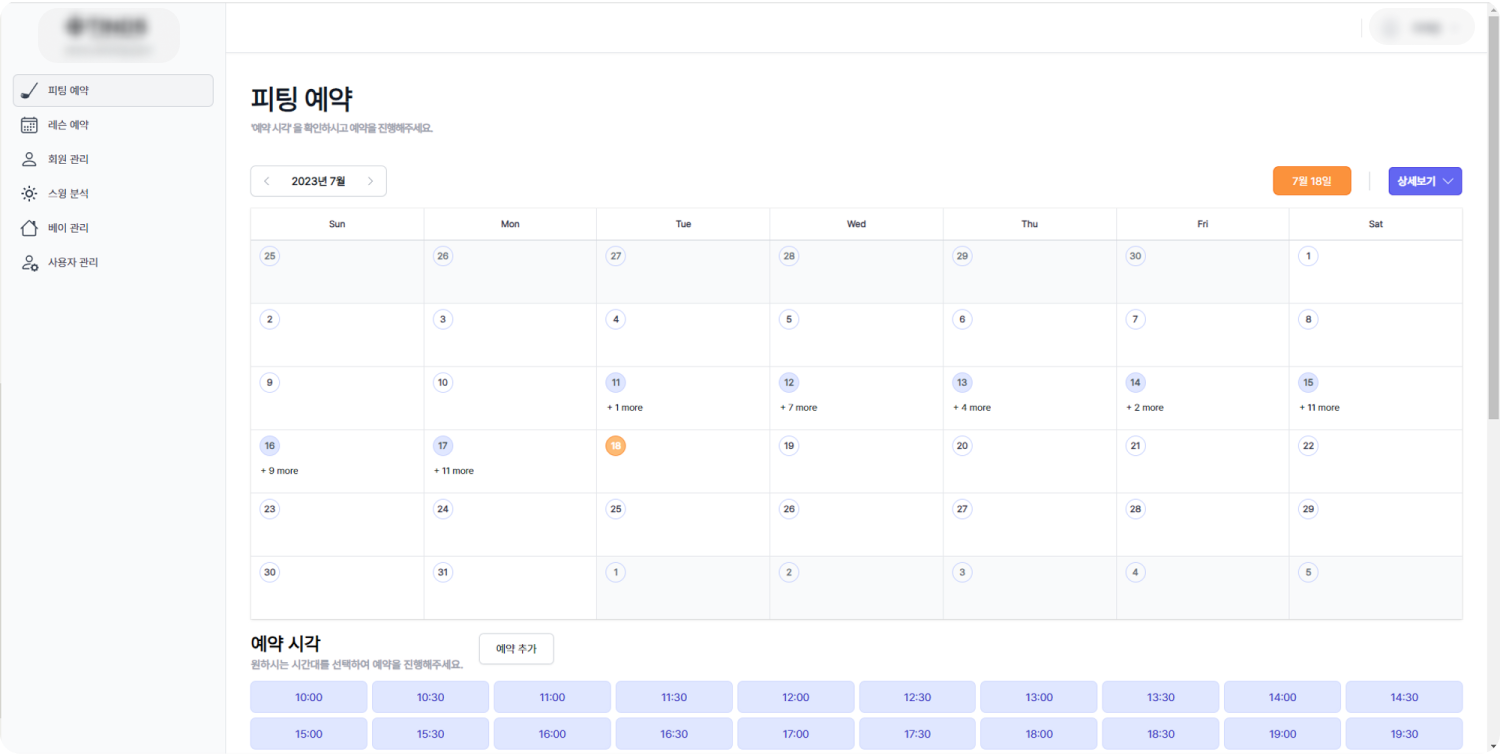 피팅 예약
레슨 예약
회원 관리
스윙 분석
베이 관리
사용자 관리
피팅 예약
'예약 시각' 을 확인하시고 예약을 진행해주세요.
2023년 7월
7월 18일
상세보기
Sun Mon Tue Wed Thu Fri Sat
25 26 27 28 29 30 1
2 3 4 5 6 7 8
9 10 11 12 13 14 15
+ 1 more + 7 more + 4 more + 2 more + 11 more
16 17 18 19 20 21 22
+ 9 more + 11 more
23 24 25 26 27 28 29
30 31 1 2 3 4 5
예약 시각
원하시는 시간대를 선택하여 예약을 진행해주세요.
예약 추가
10:00 10:30 11:00 11:30 12:00 12:30 13:00 13:30 14:00 14:30
15:00 15:30 16:00 16:30 17:00 17:30 18:00 18:30 19:00 19:30